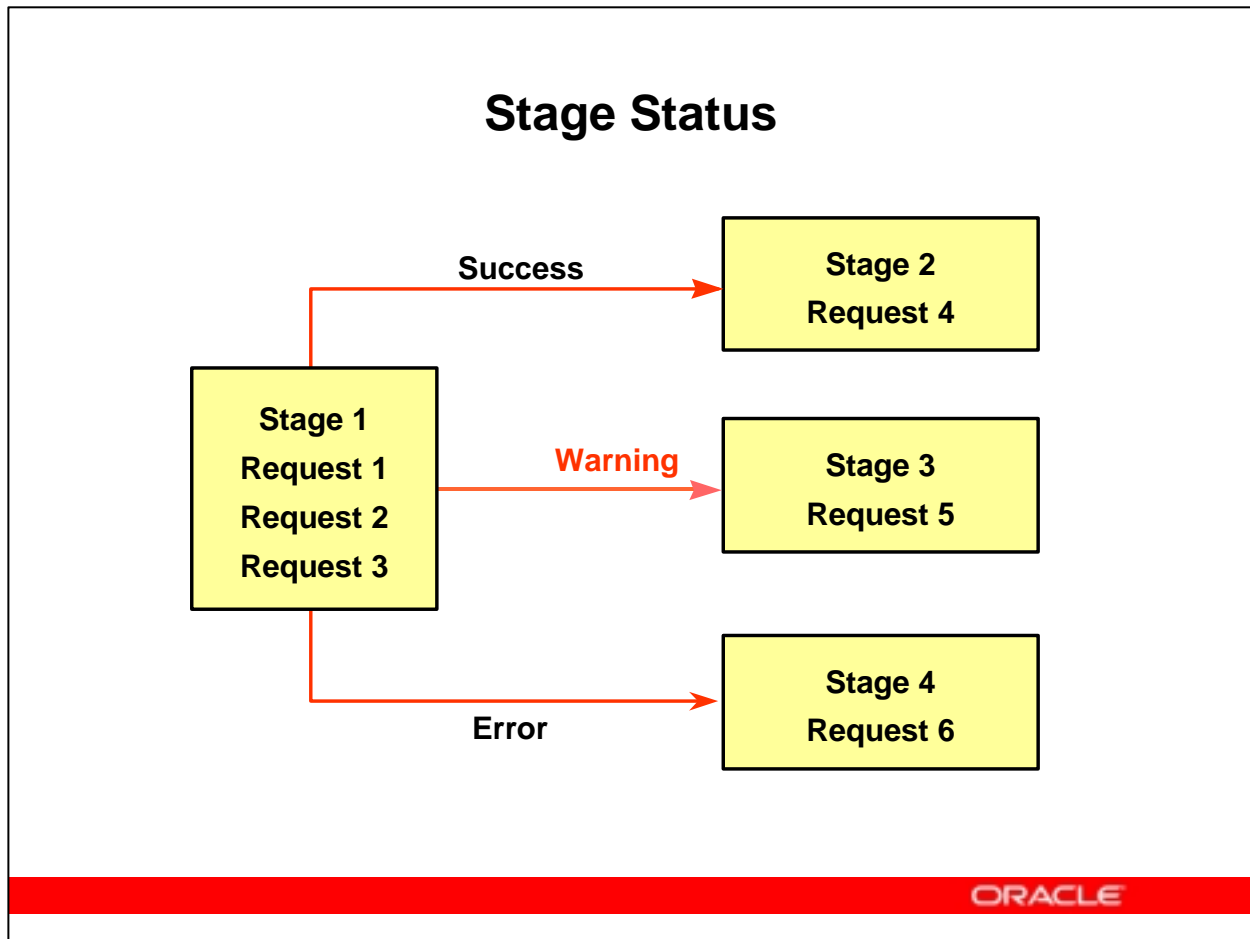 Stage Status
Success
Stage 2
Request 4
Stage 1
Request 1
Request 2
Request 3
Warning
Stage 3
Request 5
Error
Stage 4
Request 6
ORACLE